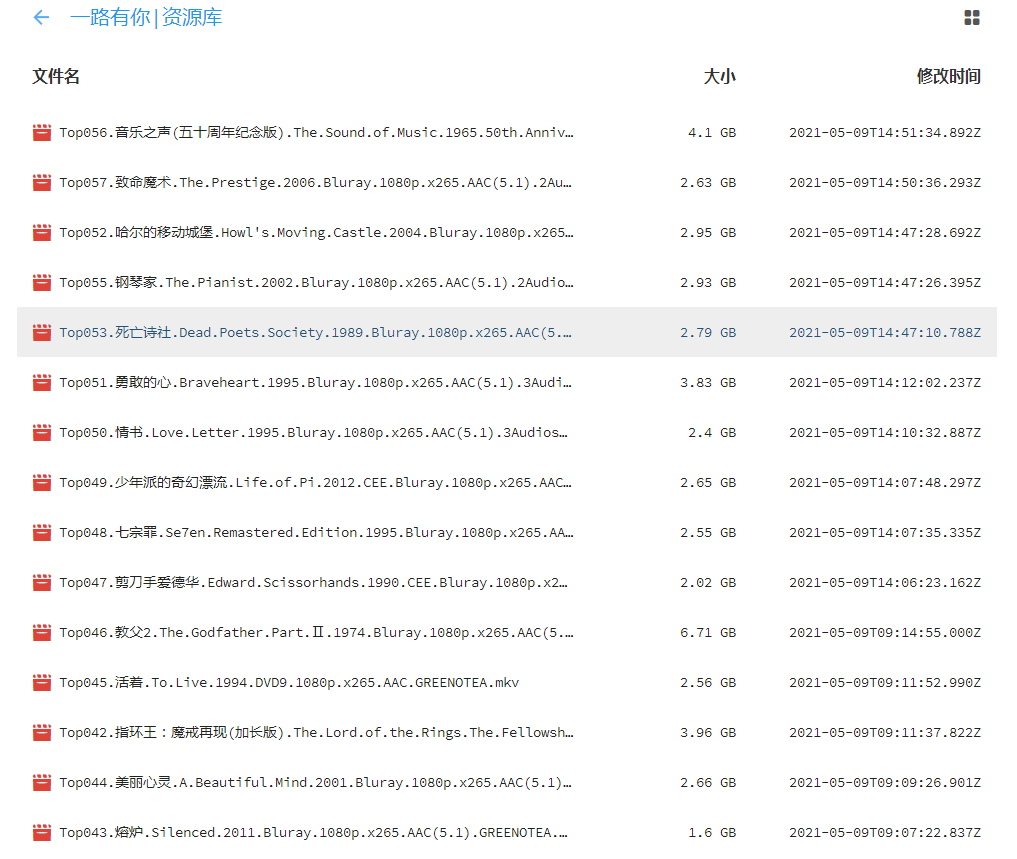 一路有你|资源库
文件名 大小 修改时间
Top056.音乐之声(五十周年纪念版).The.Sound.of.Music.1965.50th.Anniv… 4.1 GB 2021-05-09T14:51:34.892Z
Top057.致命魔术.The.Prestige.2006.Bluray.1080p.x265.AAC(5.1).2Au… 2.63 GB 2021-05-09T14:50:36.293Z
Top052.哈尔的移动城堡.Howl's.Moving.Castle.2004.Bluray.1080p.x265… 2.95 GB 2021-05-09T14:47:28.692Z
Top055.钢琴家.The.Pianist.2002.Bluray.1080p.x265.AAC(5.1).2Audio… 2.93 GB 2021-05-09T14:47:26.395Z
Top053.死亡诗社.Dead.Poets.Society.1989.Bluray.1080p.x265.AAC(5.… 2.79 GB 2021-05-09T14:47:10.788Z
Top051.勇敢的心.Braveheart.1995.Bluray.1080p.x265.AAC(5.1).3Audi… 3.83 GB 2021-05-09T14:12:02.237Z
Top050.情书.Love.Letter.1995.Bluray.1080p.x265.AAC(5.1).3Audios… 2.4 GB 2021-05-09T14:10:32.887Z
Top049.少年派的奇幻漂流.Life.of.Pi.2012.CEE.Bluray.1080p.x265.AAC… 2.65 GB 2021-05-09T14:07:48.297Z
Top048.七宗罪.Se7en.Remastered.Edition.1995.Bluray.1080p.x265.AA… 2.55 GB 2021-05-09T14:07:35.335Z
Top047.剪刀手爱德华.Edward.Scissorhands.1990.CEE.Bluray.1080p.x2… 2.02 GB 2021-05-09T14:06:23.162Z
Top046.教父2.The.Godfather.Part.Ⅱ.1974.Bluray.1080p.x265.AAC(5.… 6.71 GB 2021-05-09T09:14:55.000Z
Top045.活着.To.Live.1994.DVD9.1080p.x265.AAC.GREENOTEA.mkv 2.56 GB 2021-05-09T09:11:52.990Z
Top042.指环王：魔戒再现(加长版).The.Lord.of.the.Rings.The.Fellowsh… 3.96 GB 2021-05-09T09:11:37.822Z
Top044.美丽心灵.A.Beautiful.Mind.2001.Bluray.1080p.x265.AAC(5.1)… 2.66 GB 2021-05-09T09:09:26.901Z
Top043.熔炉.Silenced.2011.Bluray.1080p.x265.AAC(5.1).GREENOTEA.… 1.6 GB 2021-05-09T09:07:22.837Z